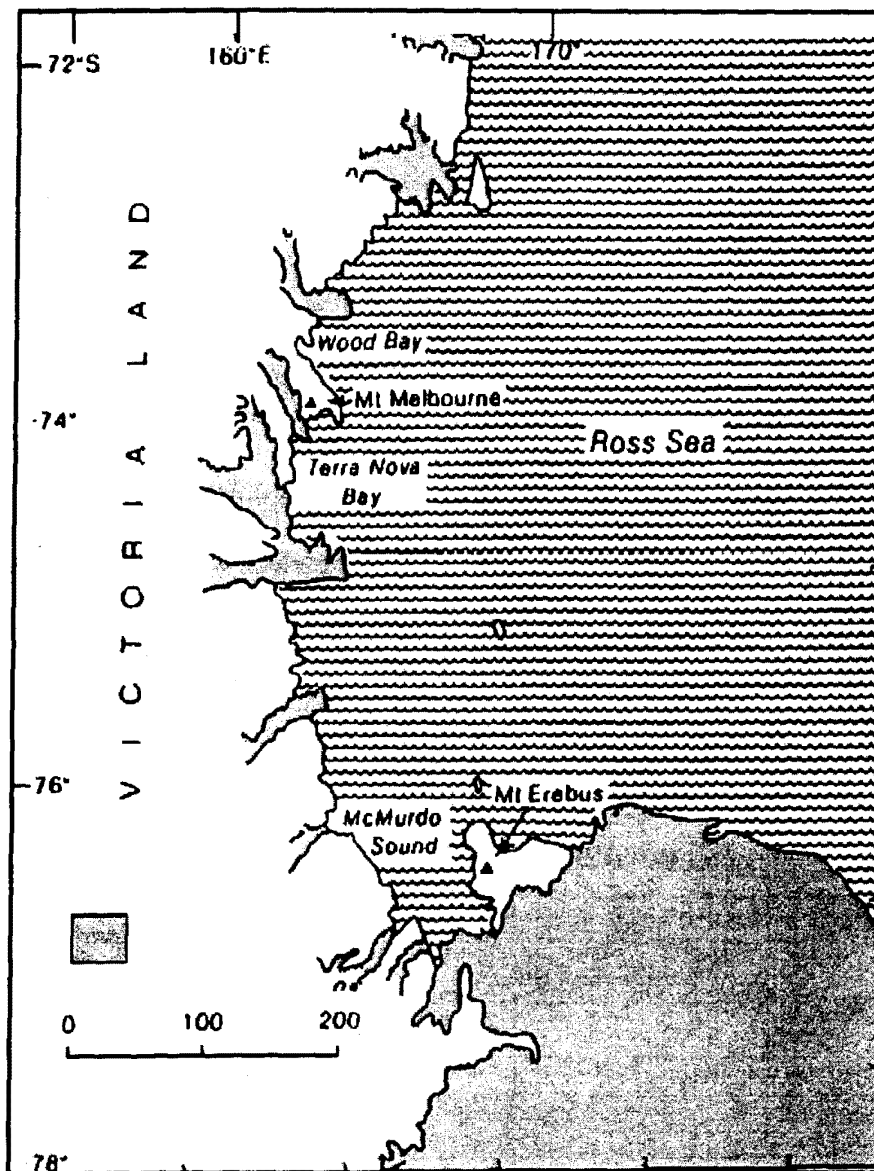 72°S
160°E
170°
VICTORIA LAND
Wood Bay
Mt Melbourne
74°
Ross Sea
Terra Nova
Bay
76°
Mt Erebus
McMurdo
Sound
0 100 200
78°